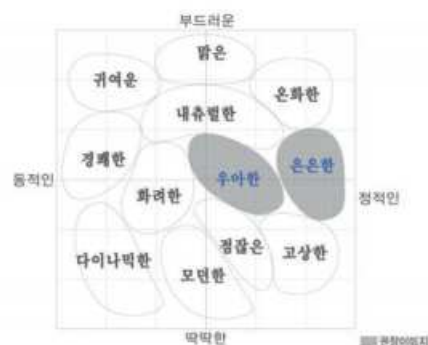 부드러운
맑은
귀여운
온화한
내츄럴한
경쾌한
은은한
우아한
동적인
화려한
정적인
점잖은
고상한
다이나믹한
모던한
딱딱한